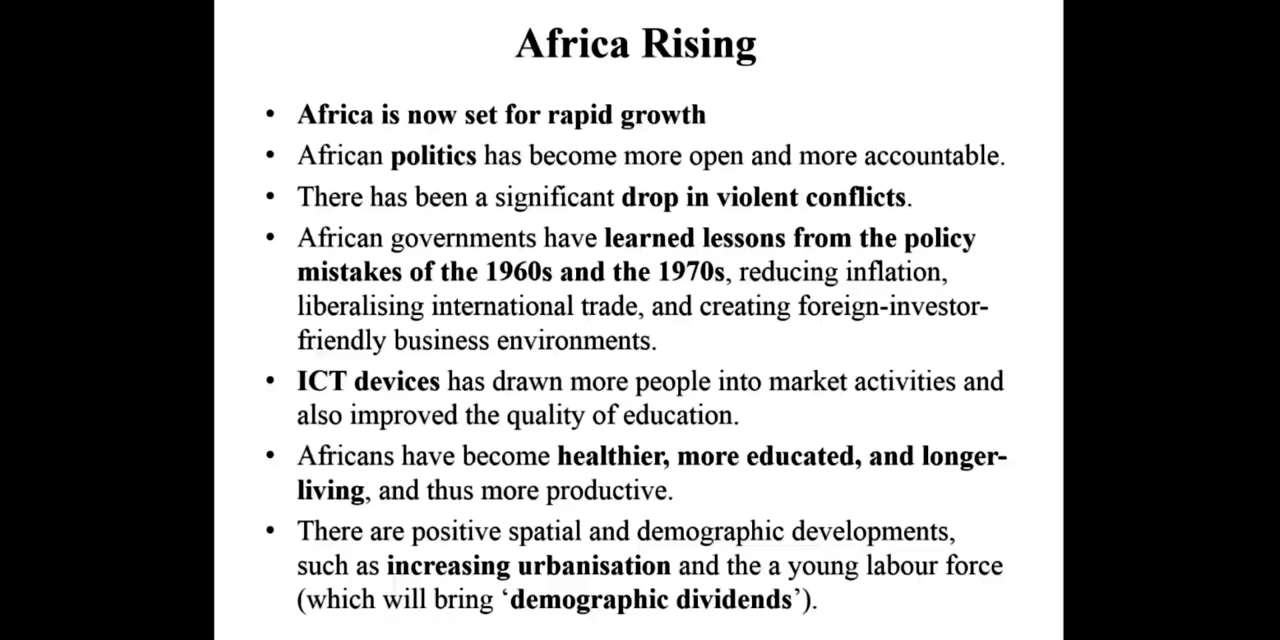 Africa Rising
• Africa is now set for rapid growth
• African politics has become more open and more accountable.
• There has been a significant drop in violent conflicts.
• African governments have learned lessons from the policy
mistakes of the 1960s and the 1970s, reducing inflation,
liberalising international trade, and creating foreign-investor-
friendly business environments.
• ICT devices has drawn more people into market activities and
also improved the quality of education.
• Africans have become healthier, more educated, and longer-
living, and thus more productive.
• There are positive spatial and demographic developments,
such as increasing urbanisation and the a young labour force
(which will bring ‘demographic dividends’).